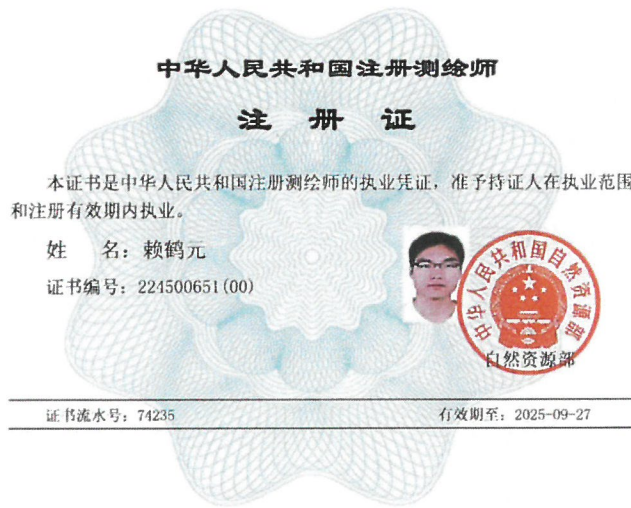 中华人民共和国注册测绘师
注 册 证
本证书是中华人民共和国注册测绘师的执业凭证，准予持证人在执业范围
和注册有效期内执业。
姓 名：赖鹤元
证书编号：224500651(00)
中华人民共和国自然资源部
自然资源部
证书流水号：74235
有效期至：2025-09-27